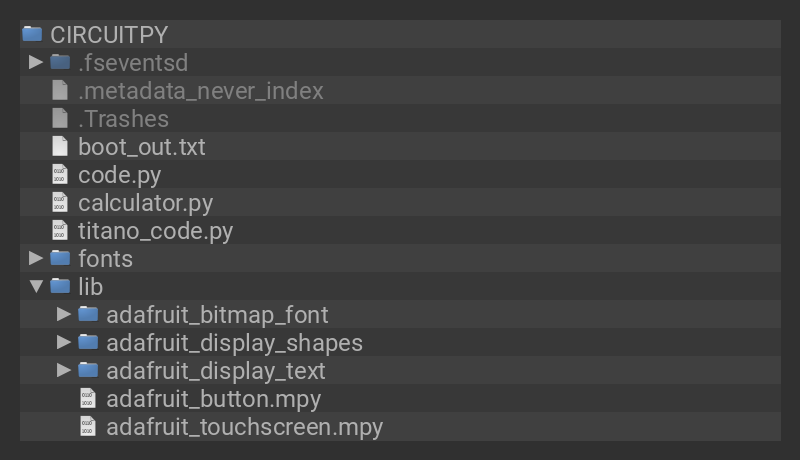 CIRCUITPY
.fseventsd
.metadata_never_index
.Trashes
boot_out.txt
code.py
calculator.py
titano_code.py
fonts
lib
adafruit_bitmap_font
adafruit_display_shapes
adafruit_display_text
adafruit_button.mpy
adafruit_touchscreen.mpy